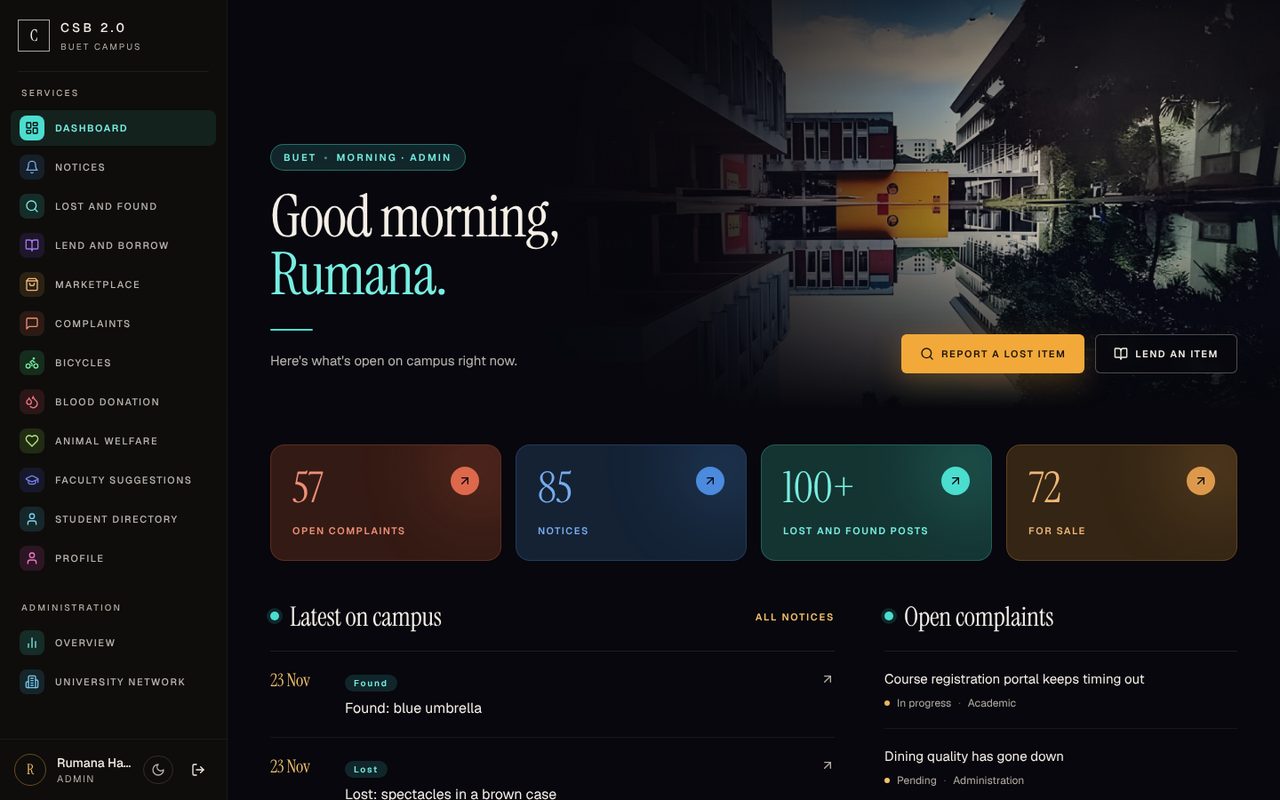 C
CSB 2.0
BUET CAMPUS
SERVICES
DASHBOARD
NOTICES
LOST AND FOUND
LEND AND BORROW
MARKETPLACE
COMPLAINTS
BICYCLES
BLOOD DONATION
ANIMAL WELFARE
FACULTY SUGGESTIONS
STUDENT DIRECTORY
PROFILE
ADMINISTRATION
OVERVIEW
UNIVERSITY NETWORK
R
Rumana Ha...
ADMIN
BUET • MORNING · ADMIN
Good morning,
Rumana.
Here's what's open on campus right now.
REPORT A LOST ITEM
LEND AN ITEM
57
OPEN COMPLAINTS
85
NOTICES
100+
LOST AND FOUND POSTS
72
FOR SALE
Latest on campus
ALL NOTICES
23 Nov
Found
Found: blue umbrella
23 Nov
Lost
Lost: spectacles in a brown case
Open complaints
Course registration portal keeps timing out
In progress · Academic
Dining quality has gone down
Pending · Administration